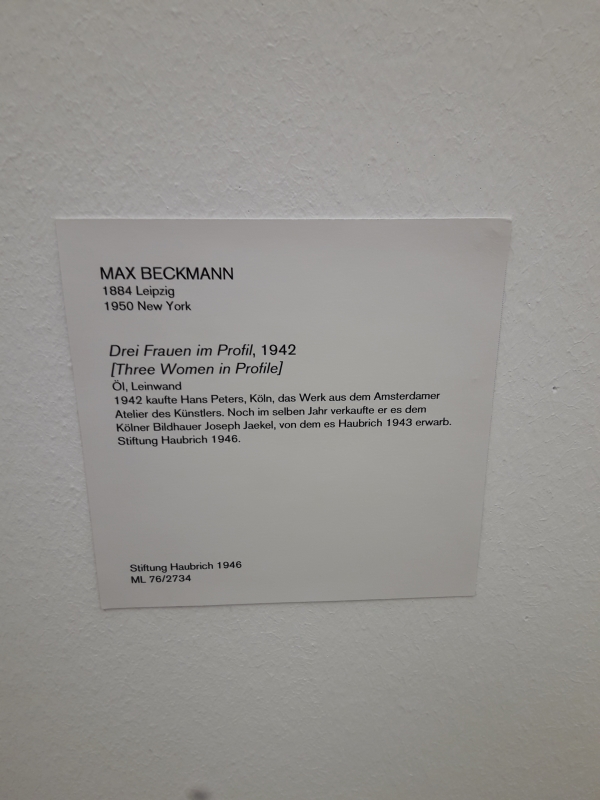 MAX BECKMANN
1884 Leipzig
1950 New York
Drei Frauen im Profil, 1942
[Three Women in Profile]
Öl, Leinwand
1942 kaufte Hans Peters, Köln, das Werk aus dem Amsterdamer
Atelier des Künstlers. Noch im selben Jahr verkaufte er es dem
Kölner Bildhauer Joseph Jaekel, von dem es Haubrich 1943 erwarb.
Stiftung Haubrich 1946.
Stiftung Haubrich 1946
ML 76/2734